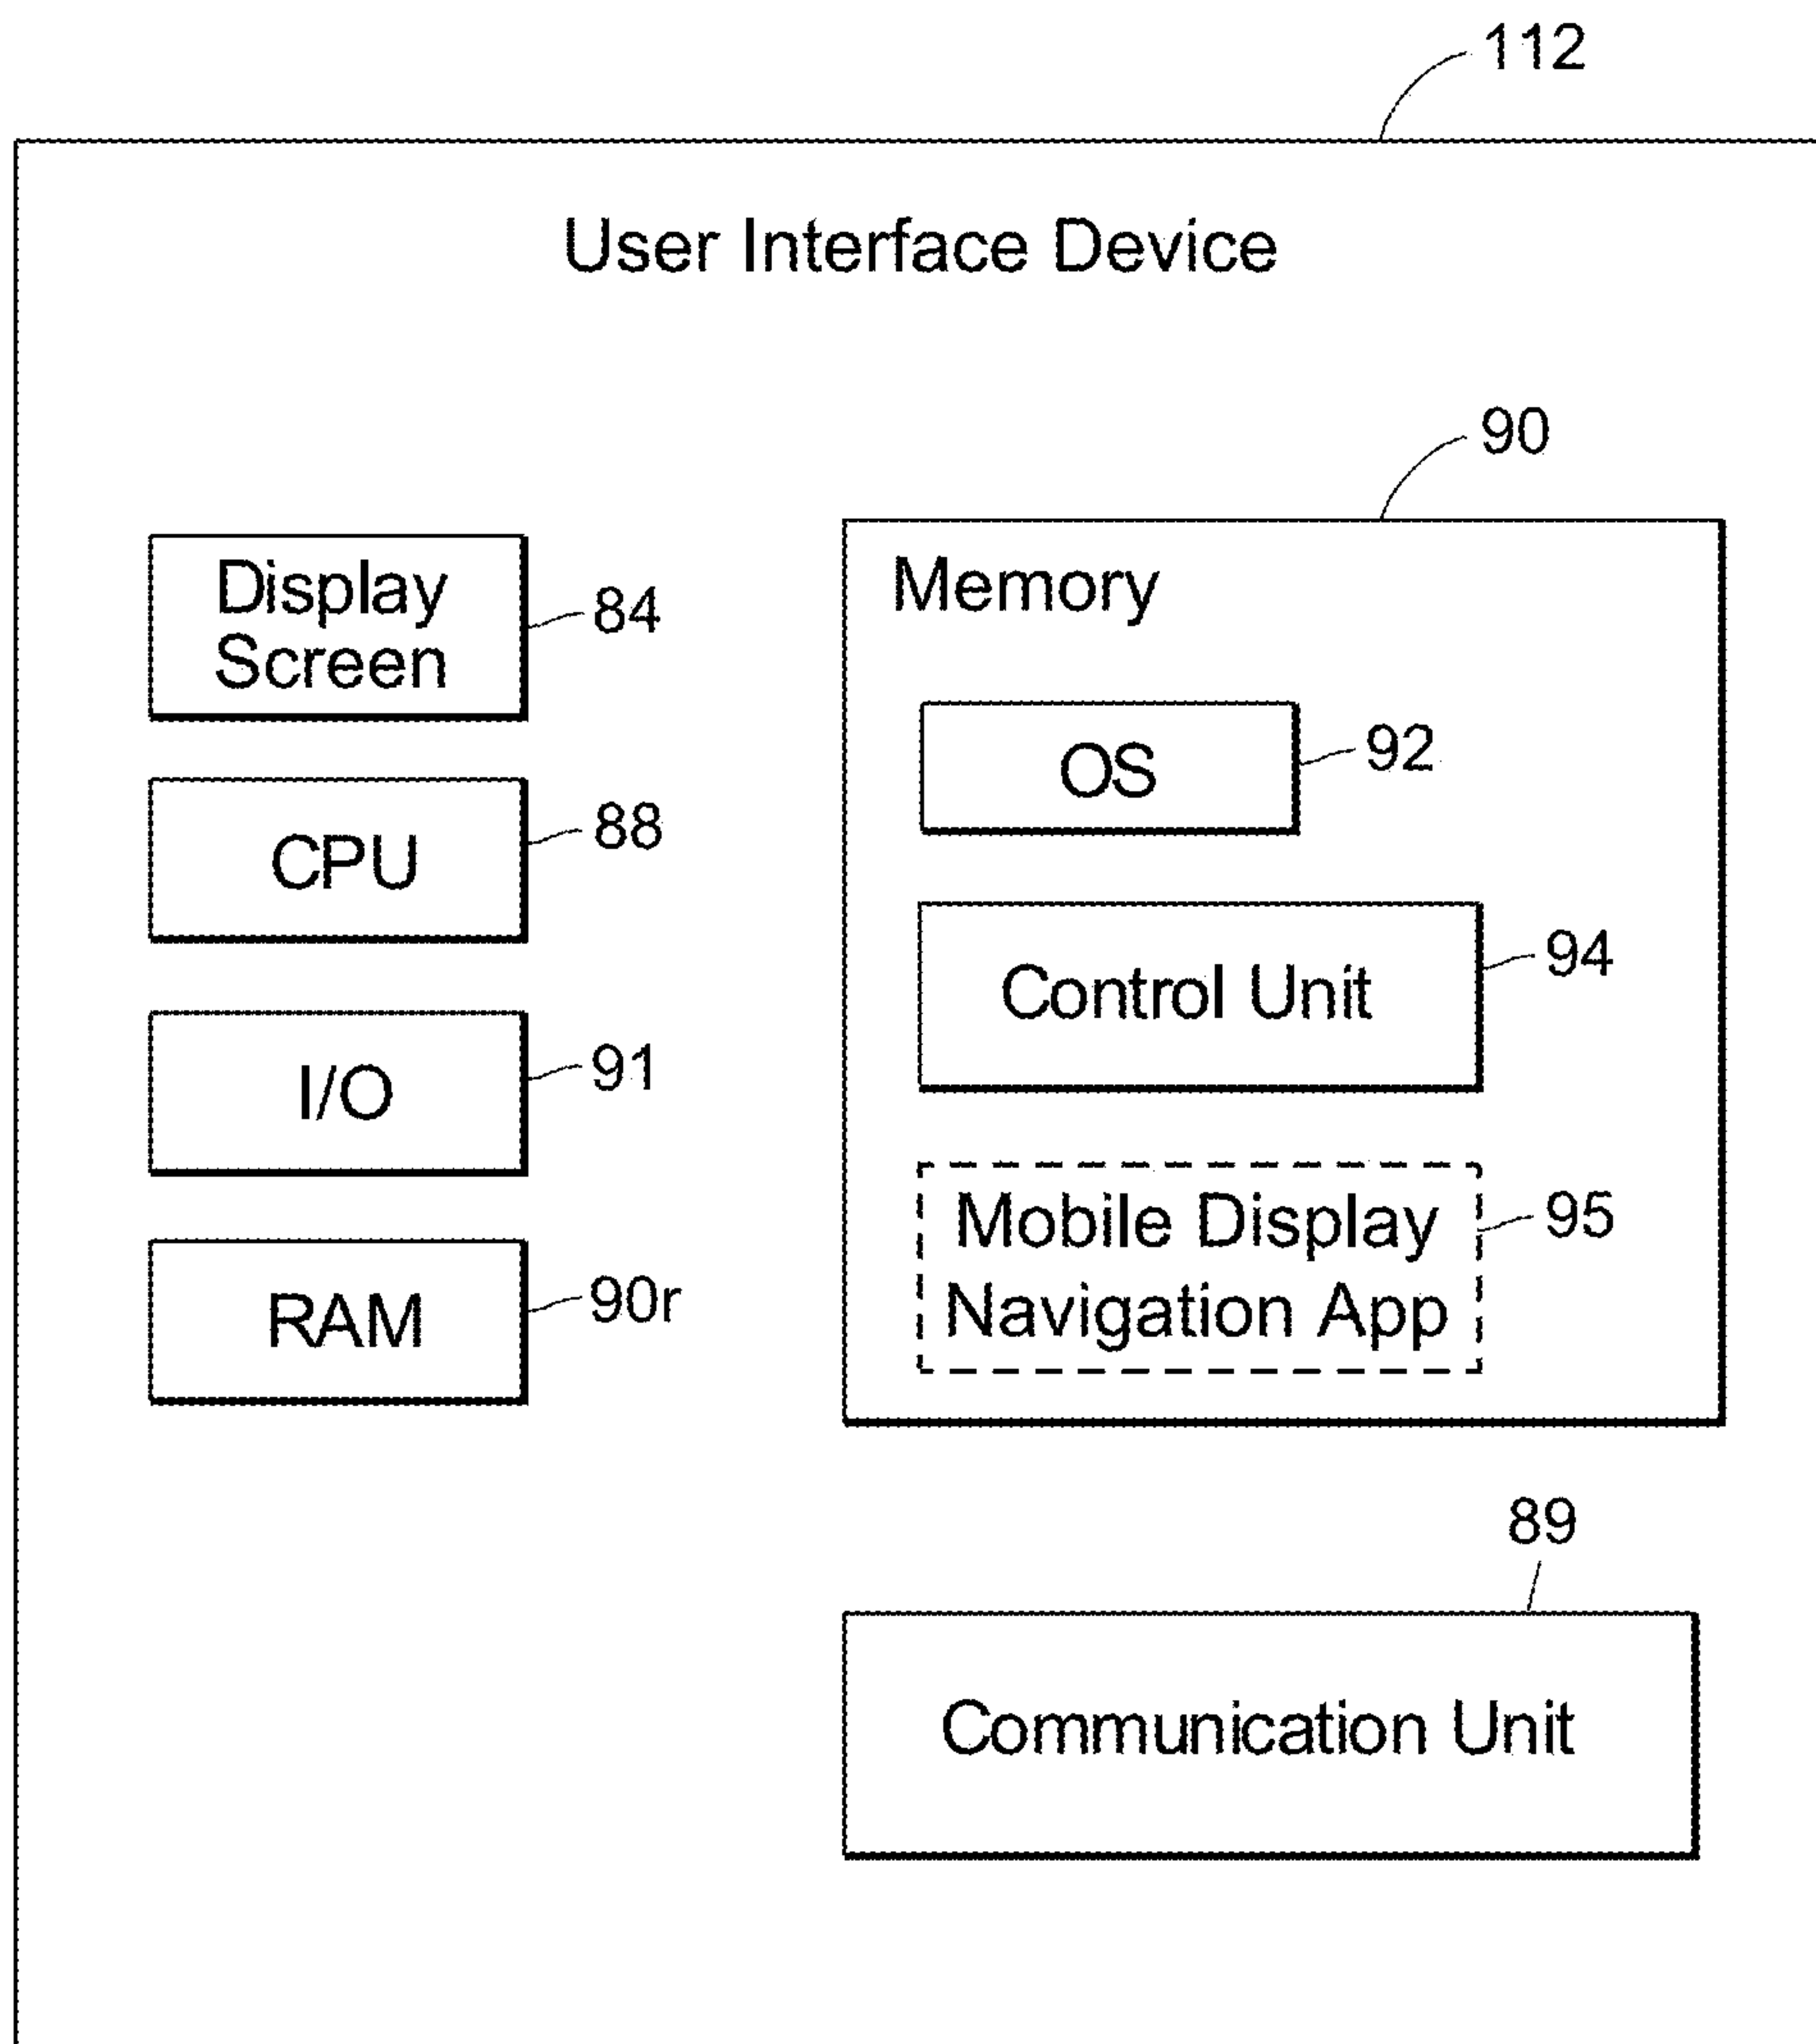 112
User Interface Device
90
Display
Screen
84
CPU
88
I/O
91
RAM
90r
Memory
OS
92
Control Unit
94
Mobile Display
Navigation App
95
89
Communication Unit